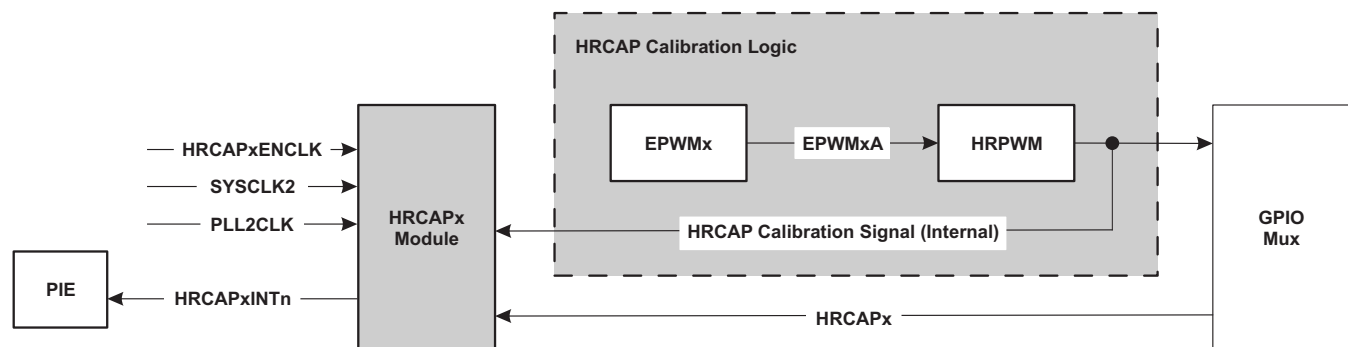 HRCAP Calibration Logic
EPWMx
EPWMxA
HRPWM
HRCAPxENCLK
SYSCLK2
PLL2CLK
HRCAPx
Module
HRCAP Calibration Signal (Internal)
GPIO
Mux
PIE
HRCAPxINTn
HRCAPx